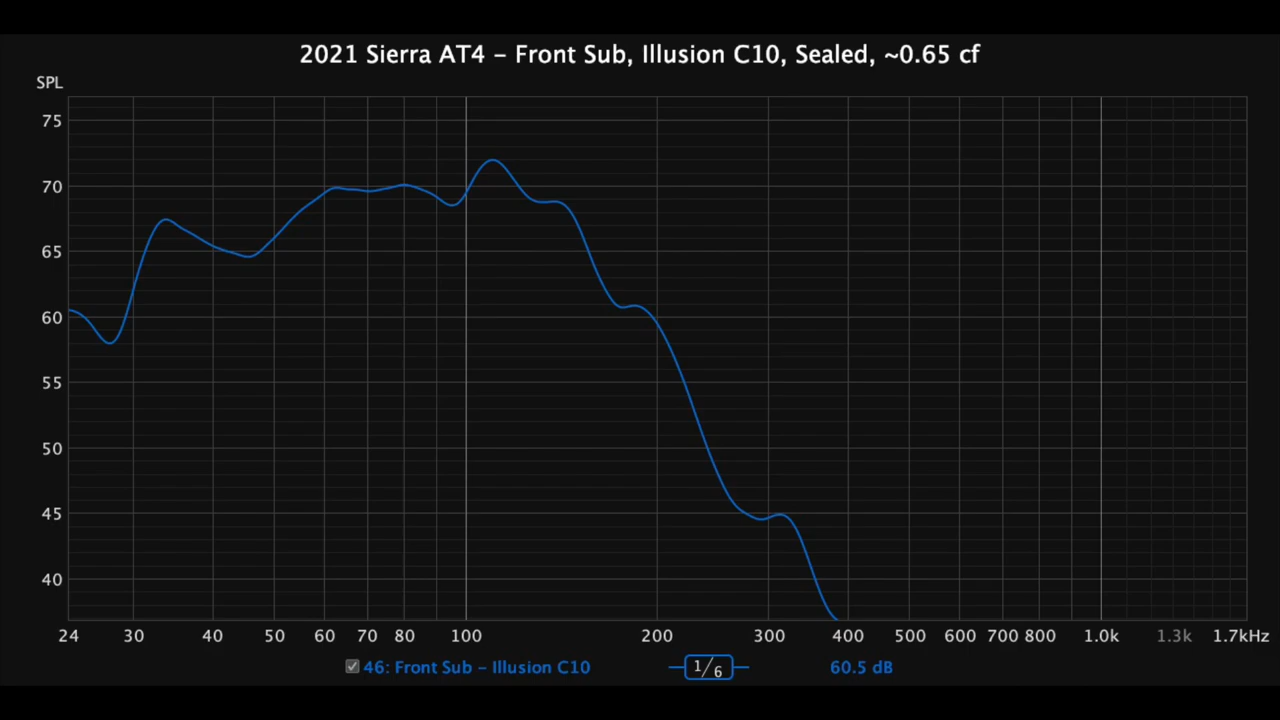 2021 Sierra AT4 – Front Sub, Illusion C10, Sealed, ~0.65 cf
SPL
75
70
65
60
55
50
45
40
24 30 40 50 60 70 80 100 200 300 400 500 600 700 800 1.0k 1.3k 1.7kHz
46: Front Sub – Illusion C10 1/6 60.5 dB